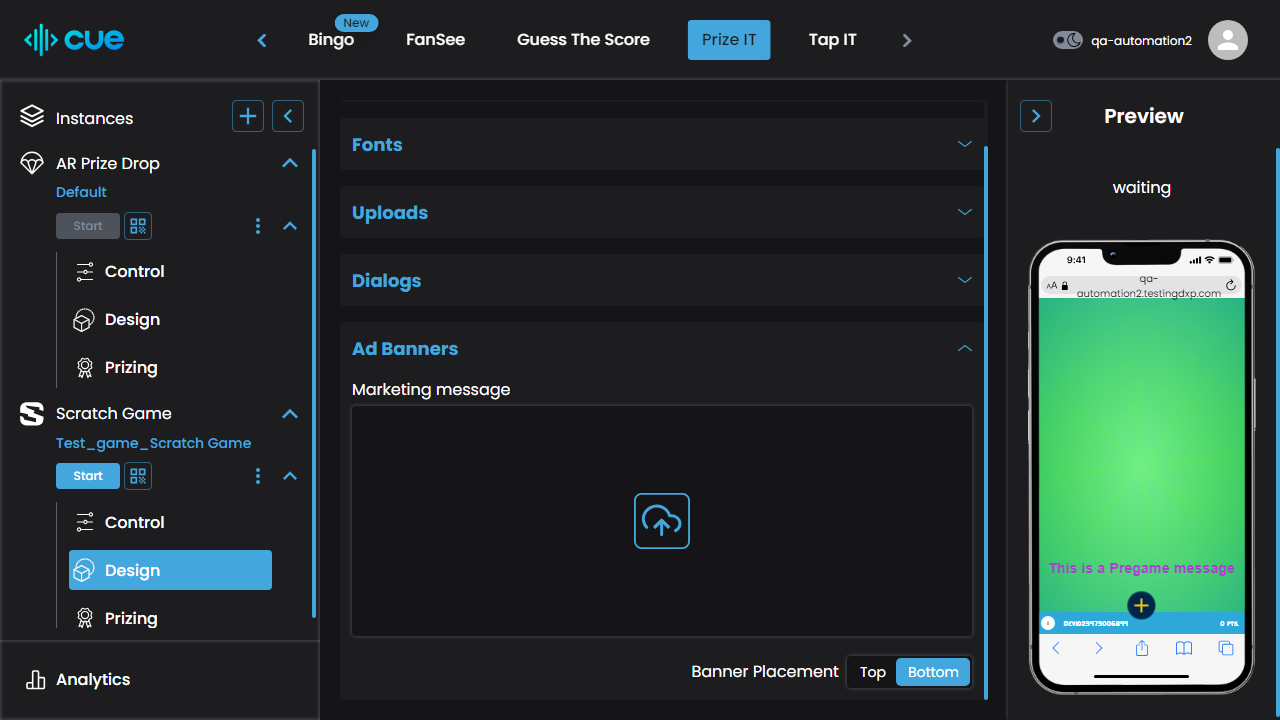 cue
New
Bingo
FanSee
Guess The Score
Prize IT
Tap IT
qa-automation2
Instances
AR Prize Drop
Default
Start
Control
Design
Prizing
Scratch Game
Test_game_Scratch Game
Start
Control
Design
Prizing
Analytics
Fonts
Uploads
Dialogs
Ad Banners
Marketing message
Banner Placement
Top
Bottom
Preview
waiting
9:41
AA
qa-
automation2.testingdxp.com
This is a Pregame message
0 PTS.